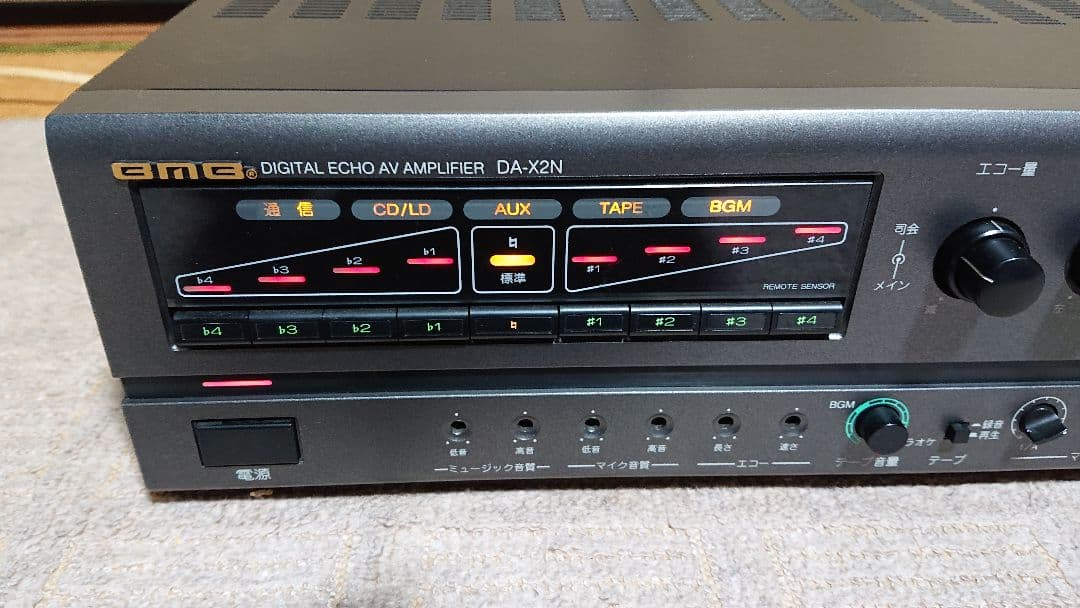 BMB® DIGITAL ECHO AV AMPLIFIER DA-X2N
エコー量
通信 CD/LD AUX TAPE BGM
司会
メイン
♭4 ♭3 ♭2 ♭1 ♮ ♯1 ♯2 ♯3 ♯4
標準
REMOTE SENSOR
♭4 ♭3 ♭2 ♭1 ♮ ♯1 ♯2 ♯3 ♯4
電源
低音 高音 低音 高音 長さ 遅さ
ミュージック音質 マイク音質 エコー
BGM
ラオケ
テープ音量
録音
再生
テープ